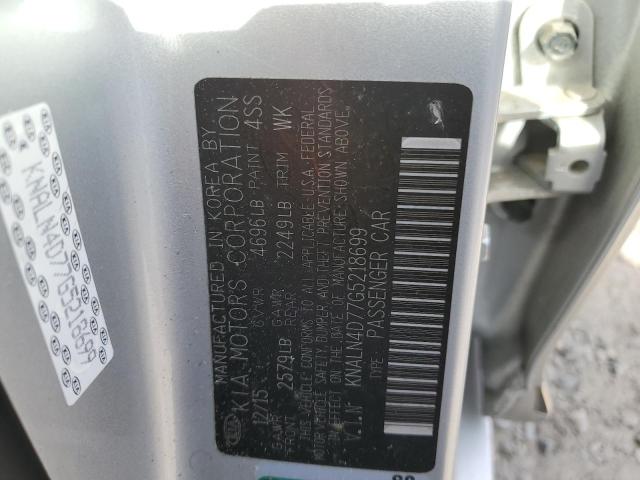 KNALN4D77G5218699
MANUFACTURED IN KOREA BY
KIA MOTORS CORPORATION
12/15 GVWR 4696LB PAINT 4SS
GAWR FRONT 2579LB GAWR REAR 2249LB TRIM WK
THIS VEHICLE CONFORMS TO ALL APPLICABLE U.S.A. FEDERAL
MOTOR VEHICLE SAFETY, BUMPER AND THEFT PREVENTION STANDARDS
IN EFFECT ON THE DATE OF MANUFACTURE SHOWN ABOVE.
V.I.N KNALN4D77G5218699
TYPE: PASSENGER CAR